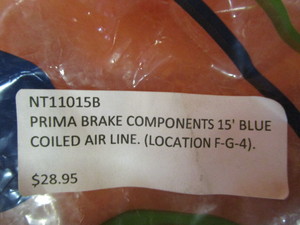 NT11015B
PRIMA BRAKE COMPONENTS 15' BLUE
COILED AIR LINE. (LOCATION F-G-4).
$28.95